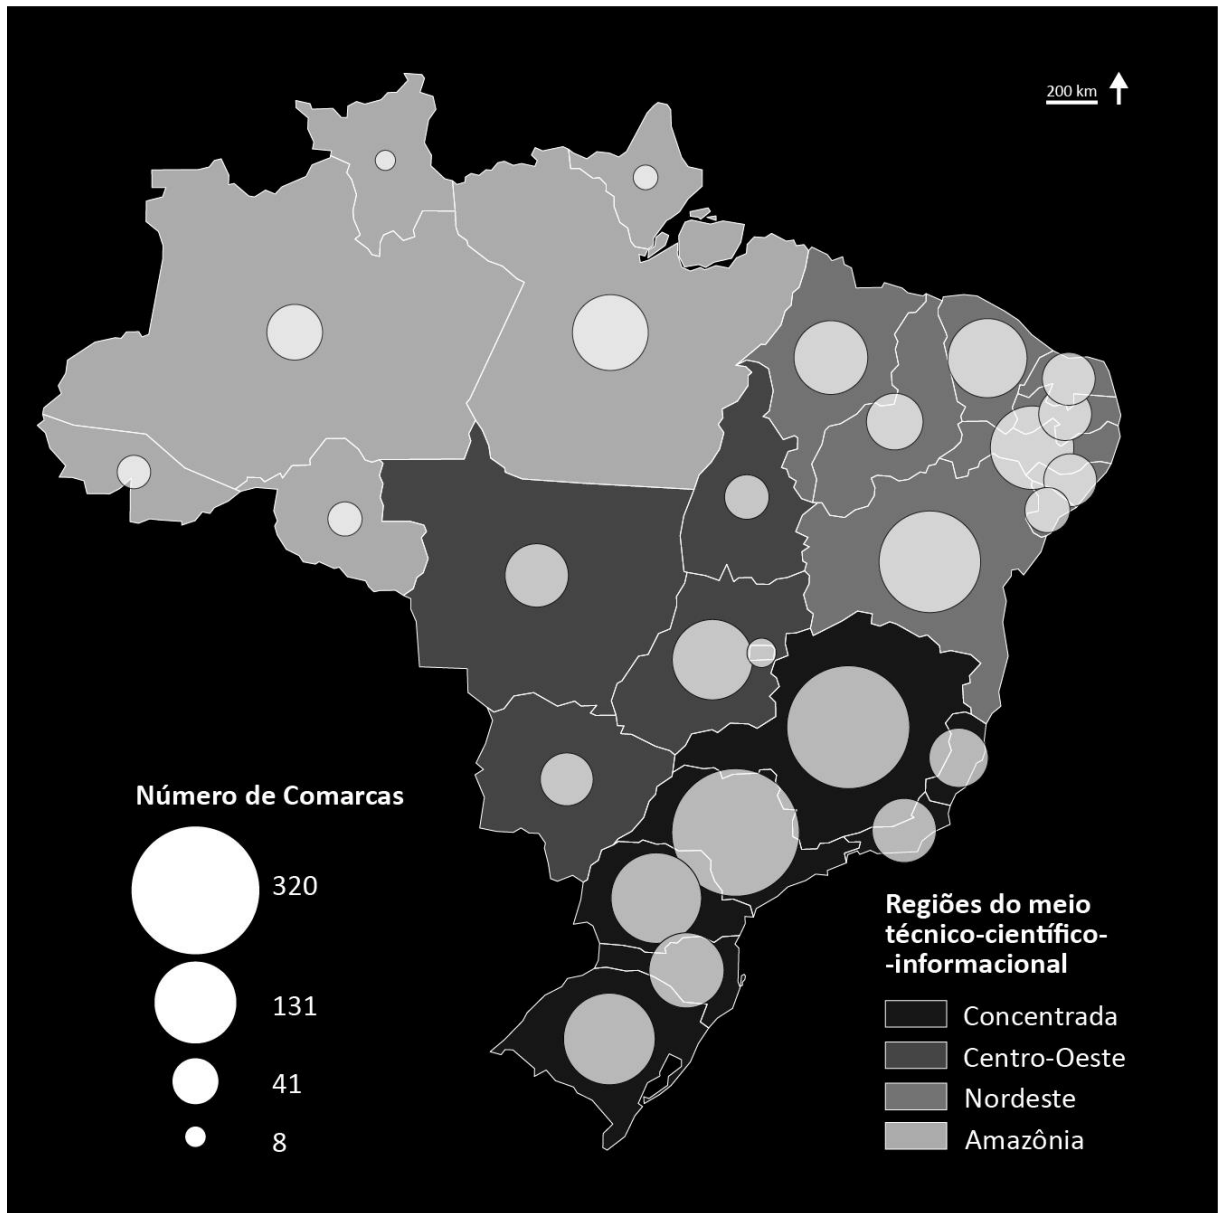 200 km
Número de Comarcas
320
131
41
8
Regiões do meio
técnico-científico-
-informacional
Concentrada
Centro-Oeste
Nordeste
Amazônia